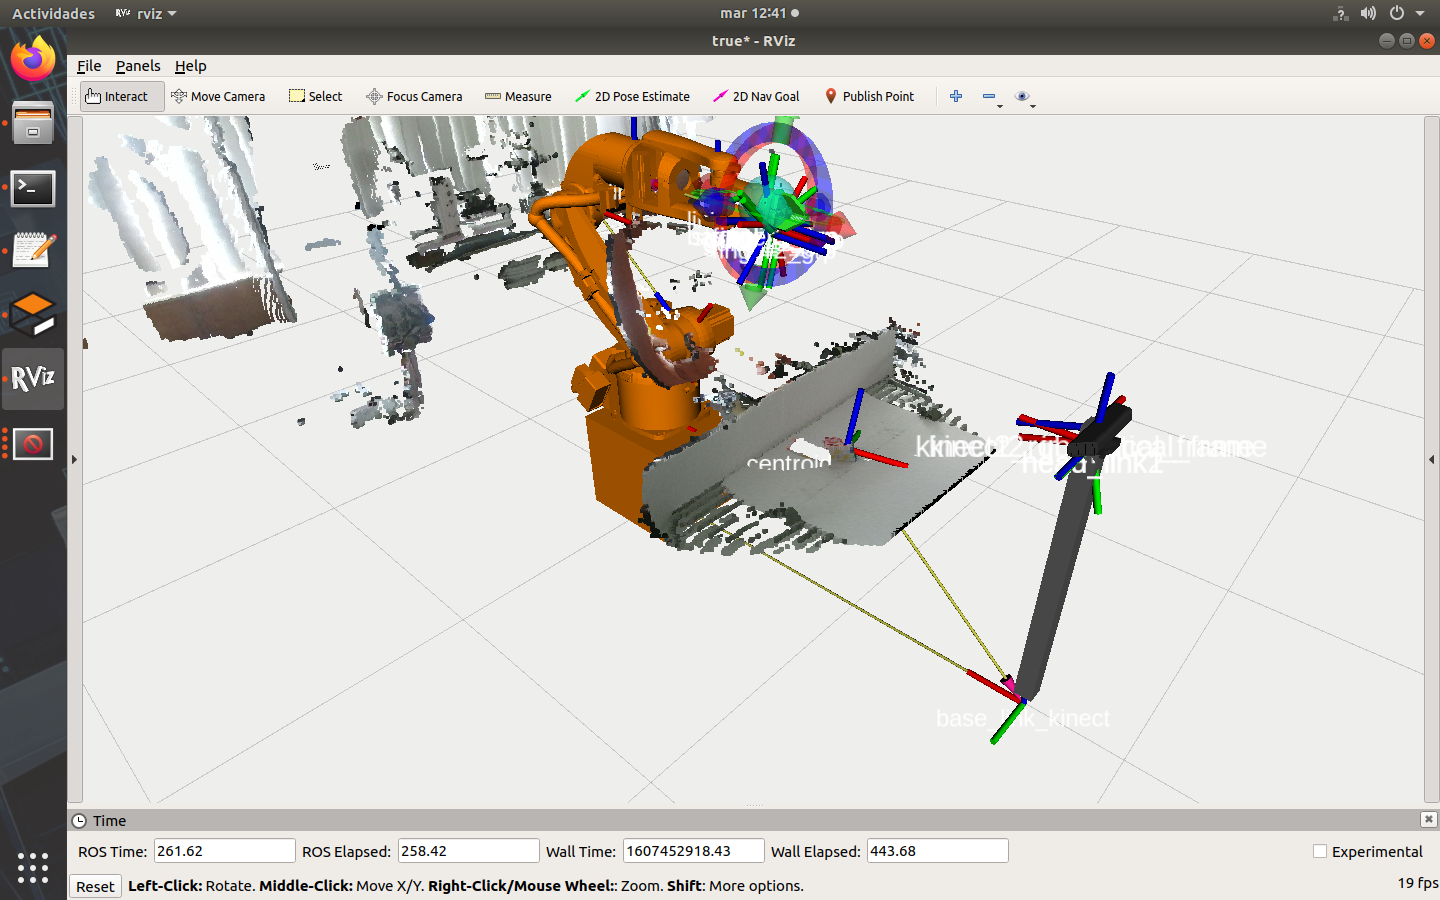 Actividades
RViz rviz
mar 12:41
true* - RViz
File Panels Help
Interact Move Camera Select Focus Camera Measure 2D Pose Estimate 2D Nav Goal Publish Point
RViz
centroid
base_link_kinect
Time
ROS Time: 261.62 ROS Elapsed: 258.42 Wall Time: 1607452918.43 Wall Elapsed: 443.68 Experimental
Reset Left-Click: Rotate. Middle-Click: Move X/Y. Right-Click/Mouse Wheel:: Zoom. Shift: More options. 19 fps